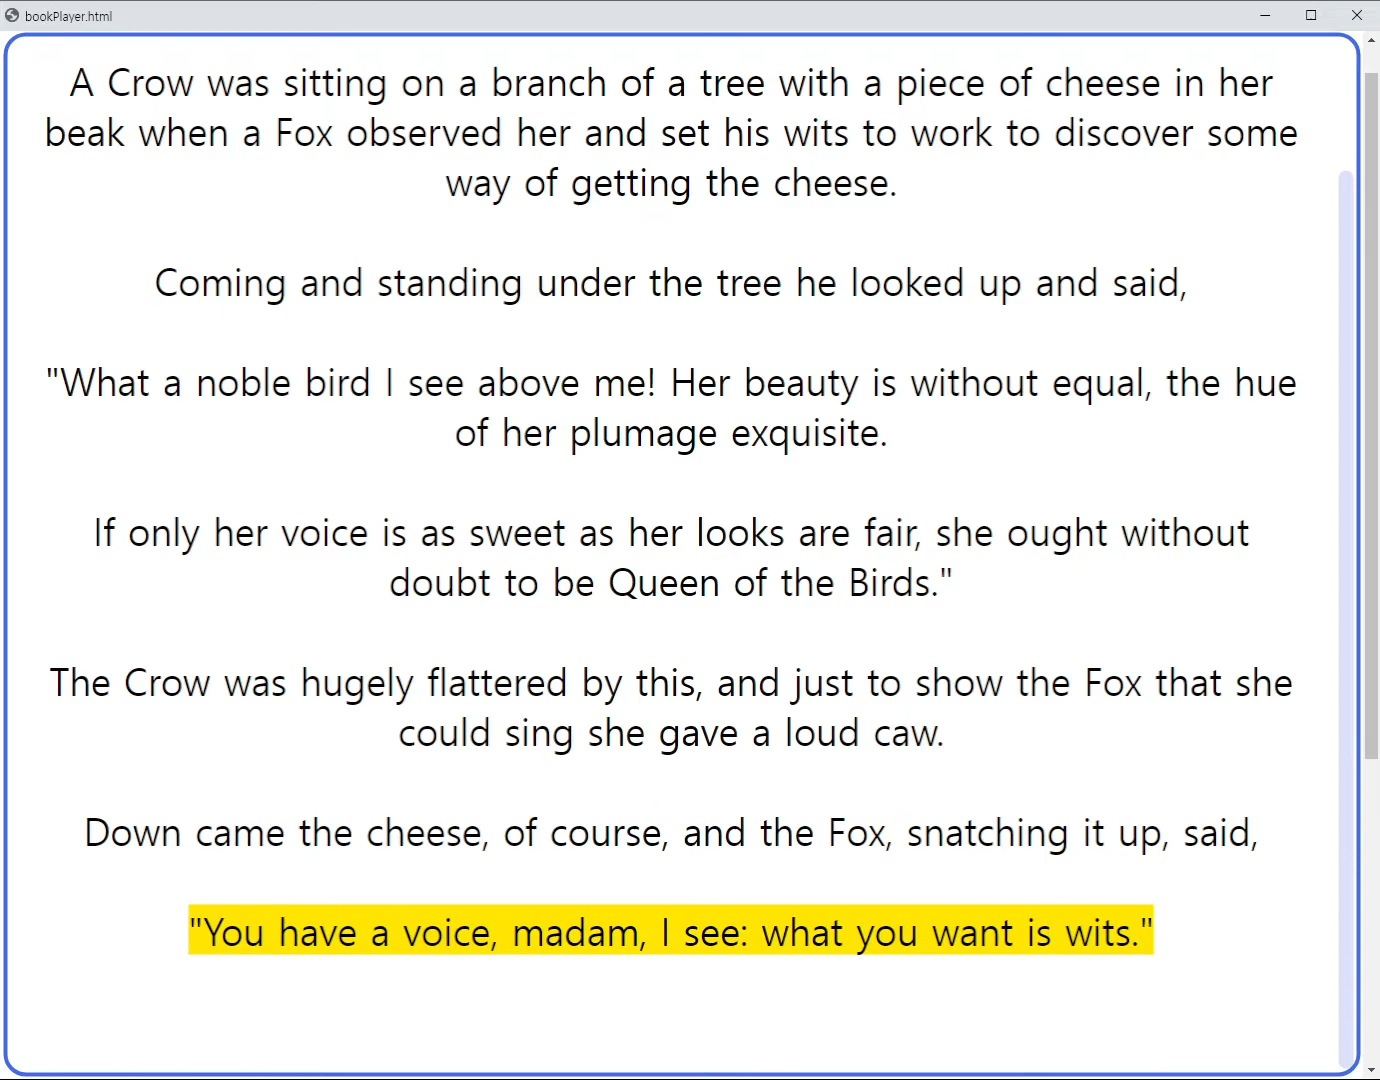 bookPlayer.html
A Crow was sitting on a branch of a tree with a piece of cheese in her
beak when a Fox observed her and set his wits to work to discover some
way of getting the cheese.
Coming and standing under the tree he looked up and said,
"What a noble bird I see above me! Her beauty is without equal, the hue
of her plumage exquisite.
If only her voice is as sweet as her looks are fair, she ought without
doubt to be Queen of the Birds."
The Crow was hugely flattered by this, and just to show the Fox that she
could sing she gave a loud caw.
Down came the cheese, of course, and the Fox, snatching it up, said,
"You have a voice, madam, I see: what you want is wits."